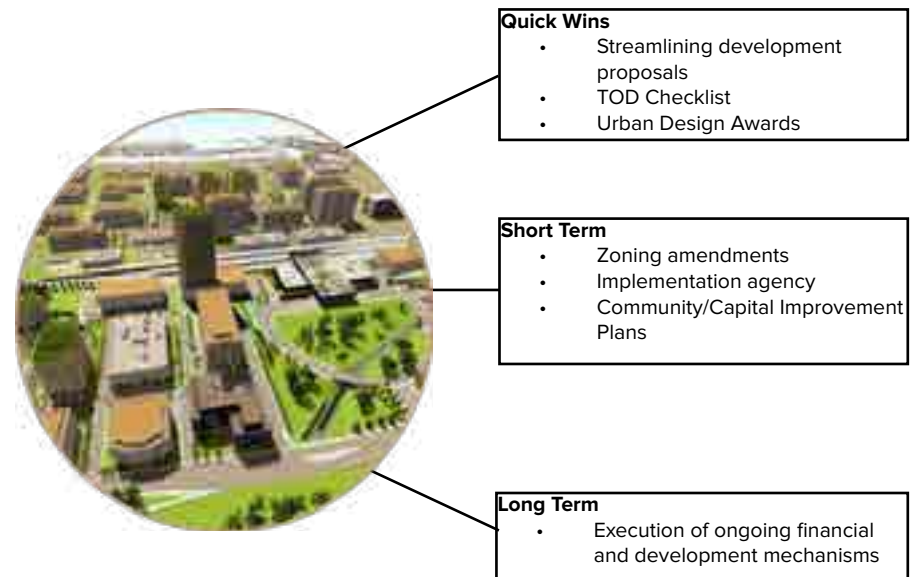 Quick Wins
• Streamlining development
proposals
• TOD Checklist
• Urban Design Awards
Short Term
• Zoning amendments
• Implementation agency
• Community/Capital Improvement
Plans
Long Term
• Execution of ongoing financial
and development mechanisms